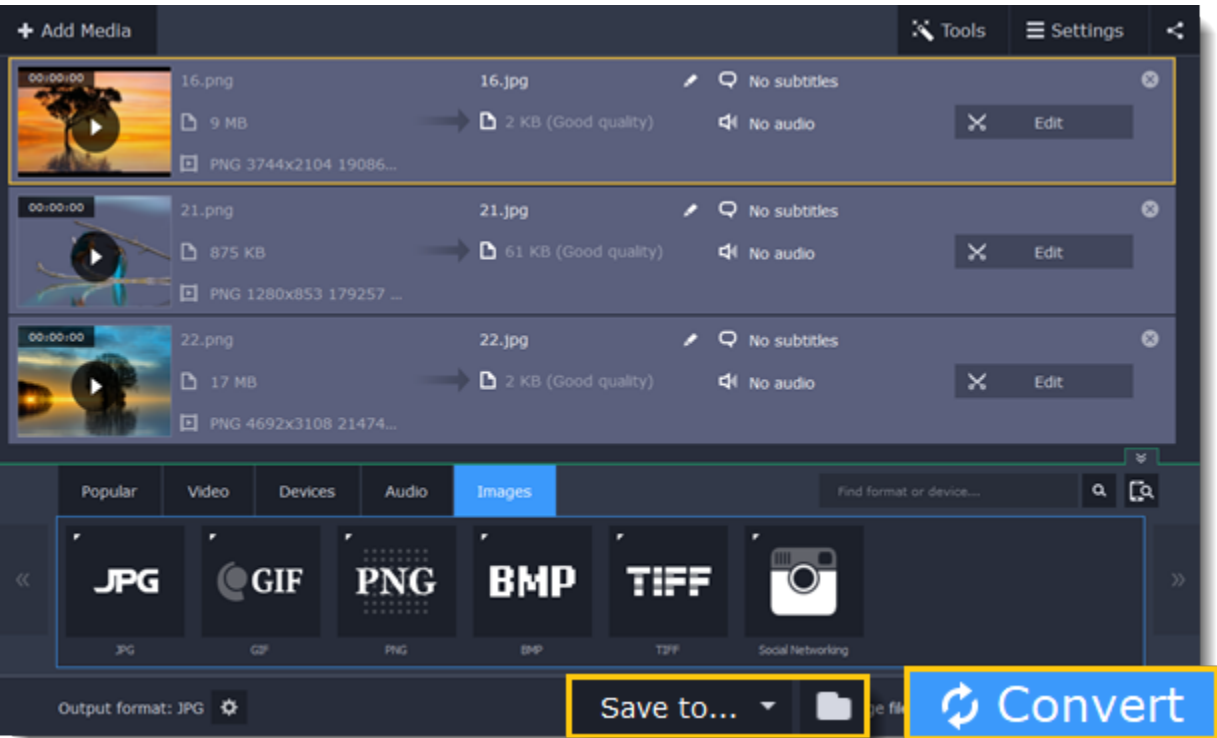 Add Media
Tools
Settings
00:00:00
16.png
16.jpg
No subtitles
9 MB
2 KB (Good quality)
No audio
Edit
PNG 3744x2104 19086...
00:00:00
21.png
21.jpg
No subtitles
875 KB
61 KB (Good quality)
No audio
Edit
PNG 1280x853 179257 ...
00:00:00
22.png
22.jpg
No subtitles
17 MB
2 KB (Good quality)
No audio
Edit
PNG 4692x3108 21474...
Popular
Video
Devices
Audio
Images
Find format or device....
JPG
GIF
PNG
BMP
TIFF
JPG
GIF
PNG
BMP
TIFF
Social Networking
Output format: JPG
Save to...
Convert